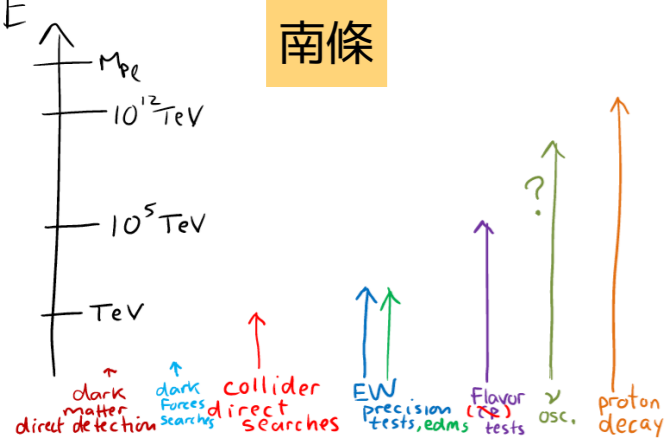 E
南條
M_Pl
10^12 TeV
10^5 TeV
TeV
dark
matter
direct detection
dark
forces
searches
collider
direct
searches
EW
precision
tests, edms
Flavor
tests
?
ν
osc.
proton
decay